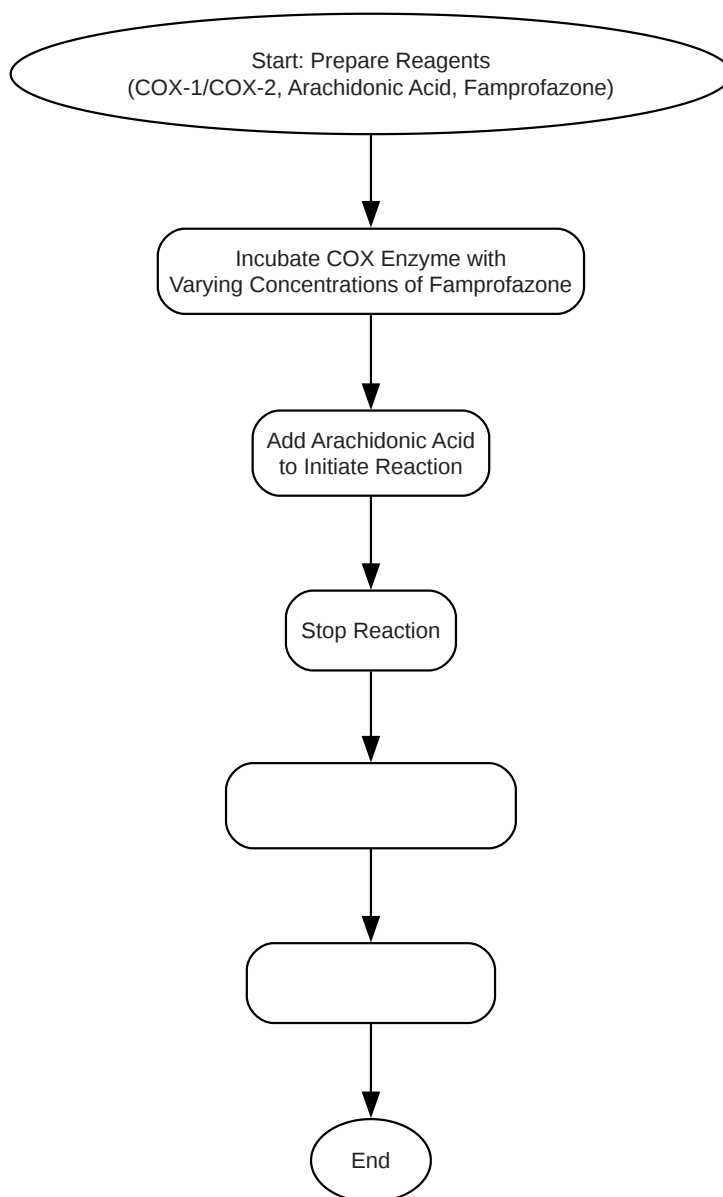 Start: Prepare Reagents
(COX-1/COX-2, Arachidonic Acid, Famprofazone)
Incubate COX Enzyme with
Varying Concentrations of Famprofazone
Add Arachidonic Acid
to Initiate Reaction
Stop Reaction
End